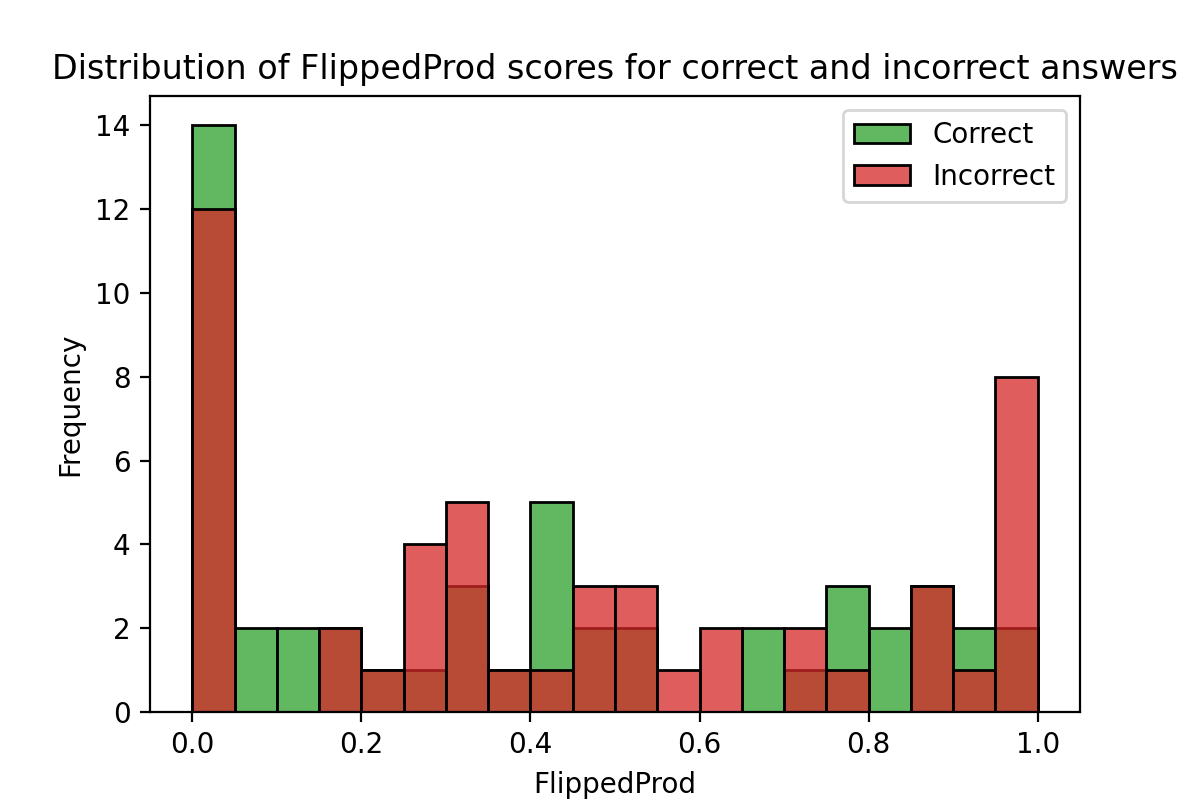 Distribution of FlippedProd scores for correct and incorrect answers
Correct
Incorrect
Frequency
14
12
10
8
6
4
2
0
0.0 0.2 0.4 0.6 0.8 1.0
FlippedProd